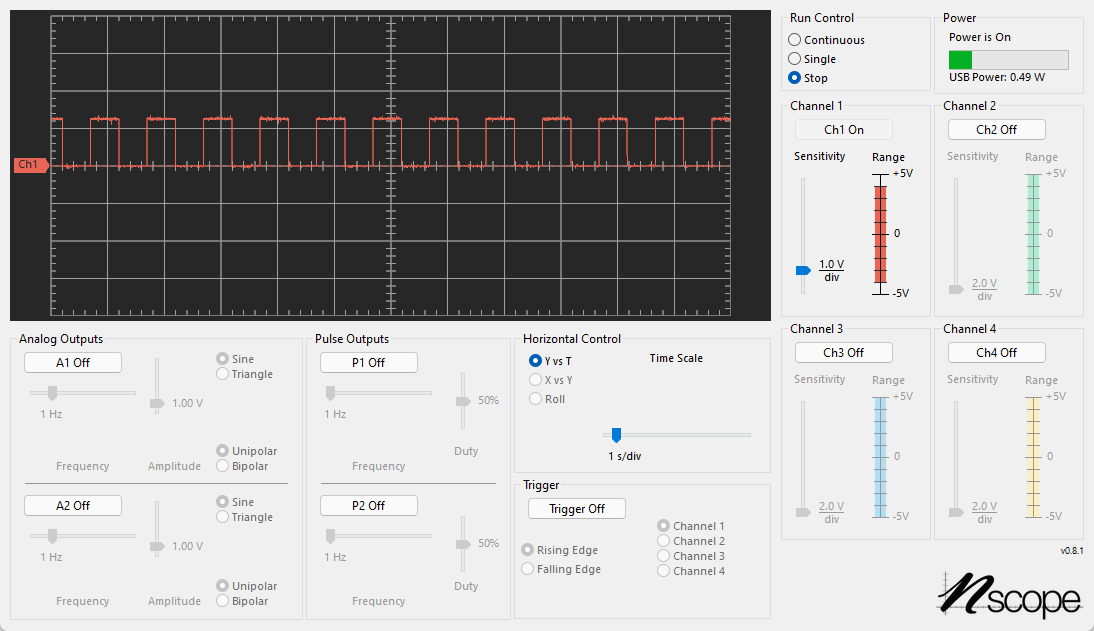 Ch1
Run Control
Continuous
Single
Stop
Power
Power is On
USB Power: 0.49 W
Channel 1
Ch1 On
Sensitivity
Range
+5V
0
-5V
1.0 V
div
Channel 2
Ch2 Off
Sensitivity
Range
+5V
0
-5V
2.0 V
div
Analog Outputs
A1 Off
1 Hz
1.00 V
Sine
Triangle
Unipolar
Bipolar
Frequency
Amplitude
A2 Off
1 Hz
1.00 V
Sine
Triangle
Unipolar
Bipolar
Frequency
Amplitude
Pulse Outputs
P1 Off
1 Hz
50%
Frequency
Duty
P2 Off
1 Hz
50%
Duty
Frequency
Horizontal Control
Y vs T
X vs Y
Roll
Time Scale
1 s/div
Trigger
Trigger Off
Rising Edge
Falling Edge
Channel 1
Channel 2
Channel 3
Channel 4
Channel 3
Ch3 Off
Sensitivity
Range
+5V
0
-5V
2.0 V
div
Channel 4
Ch4 Off
Sensitivity
Range
+5V
0
-5V
2.0 V
div
v0.8.1
nscope